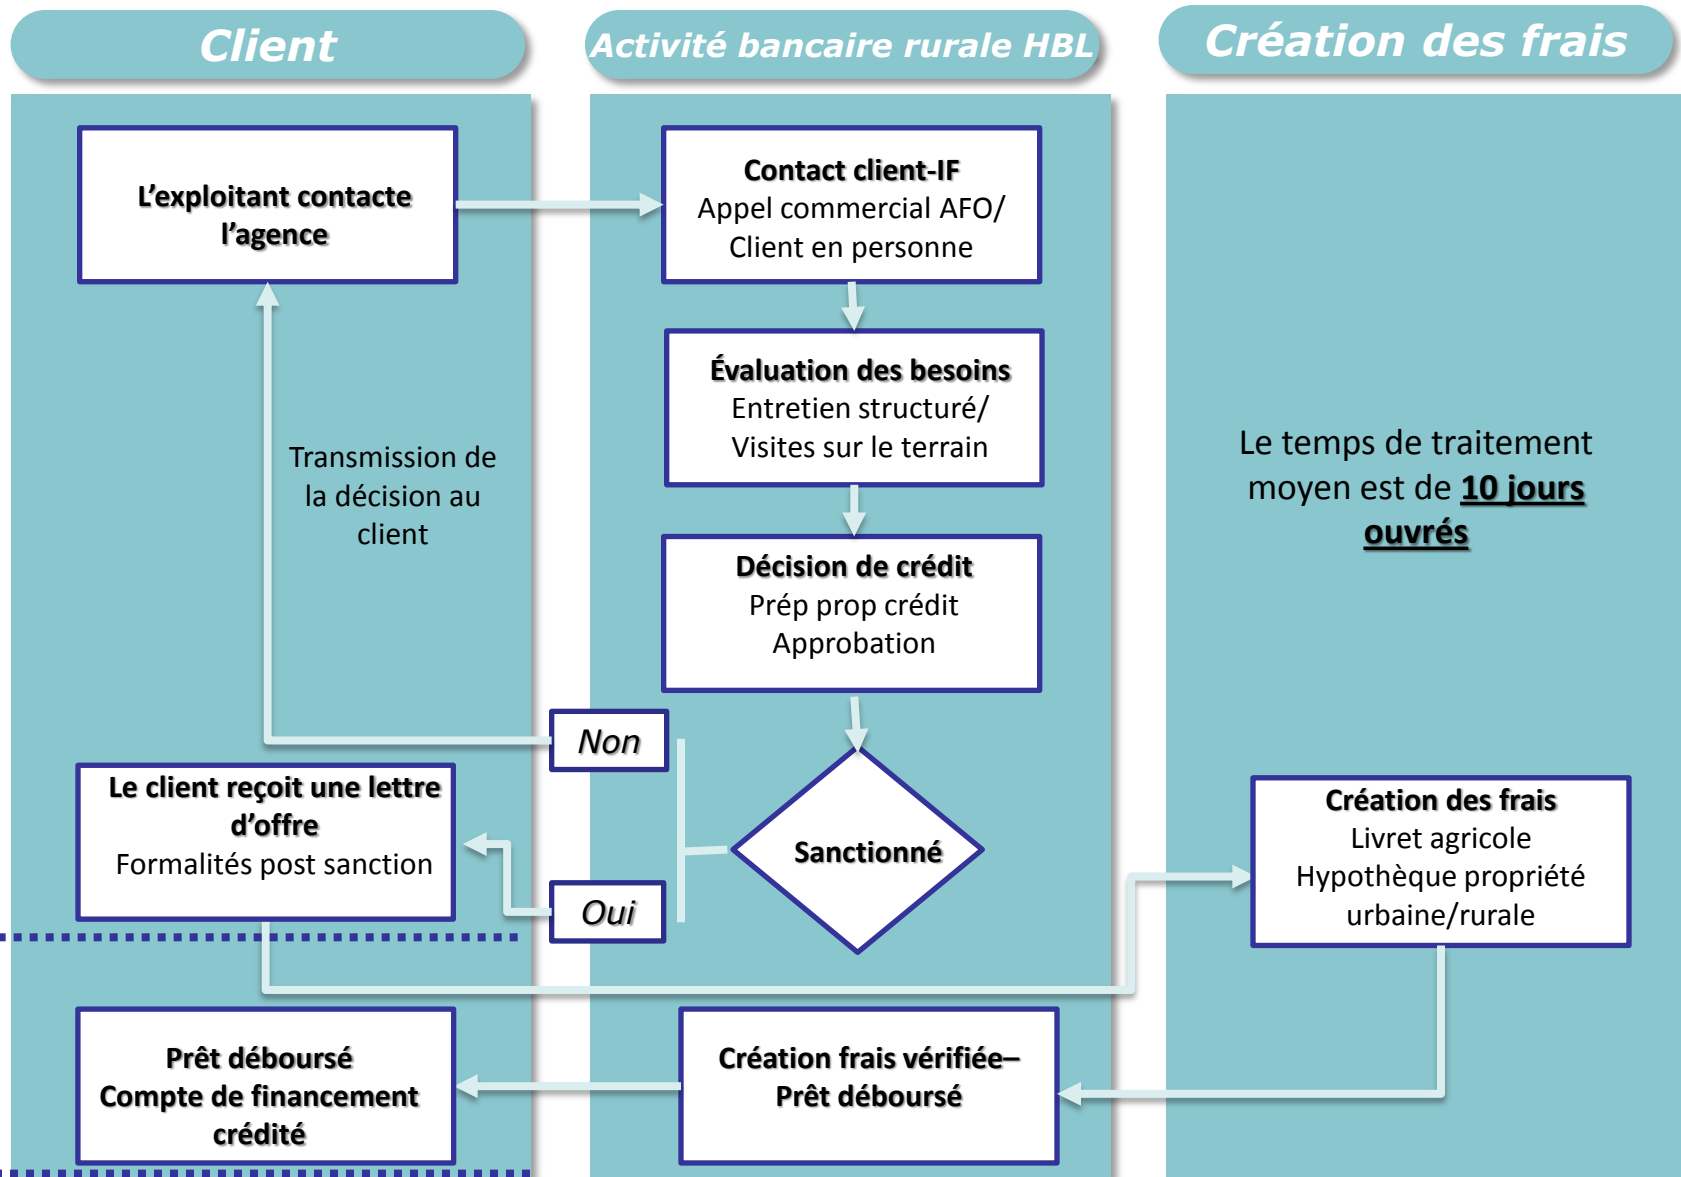 Client
Activité bancaire rurale HBL
Création des frais
L’exploitant contacte
l’agence
Contact client-IF
Appel commercial AFO/
Client en personne
Évaluation des besoins
Entretien structuré/
Visites sur le terrain
Transmission de
la décision au
client
Le temps de traitement
moyen est de 10 jours
ouvrés
Décision de crédit
Prép prop crédit
Approbation
Non
Le client reçoit une lettre
d’offre
Formalités post sanction
Sanctionné
Oui
Création des frais
Livret agricole
Hypothèque propriété
urbaine/rurale
Prêt déboursé
Compte de financement
crédité
Création frais vérifiée–
Prêt déboursé